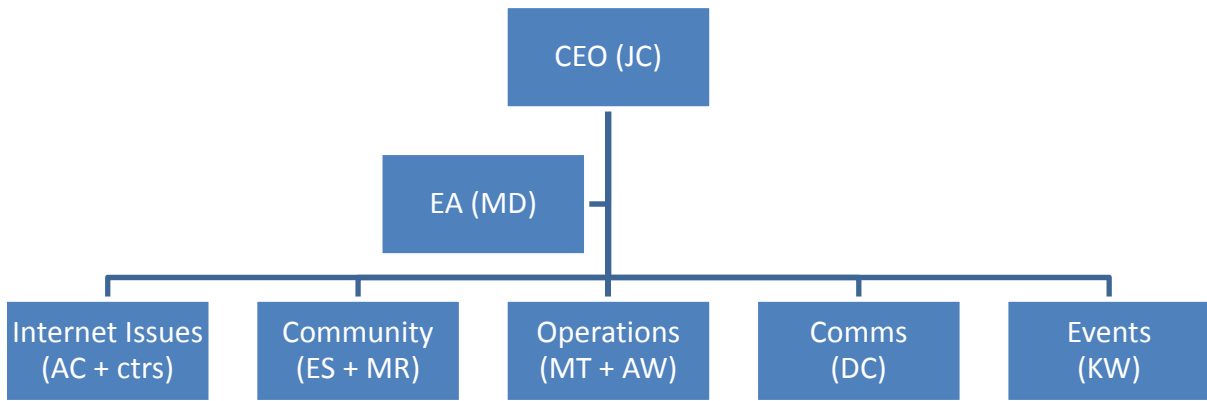 CEO (JC)
EA (MD)
Internet Issues
(AC + ctrs)
Community
(ES + MR)
Operations
(MT + AW)
Comms
(DC)
Events
(KW)